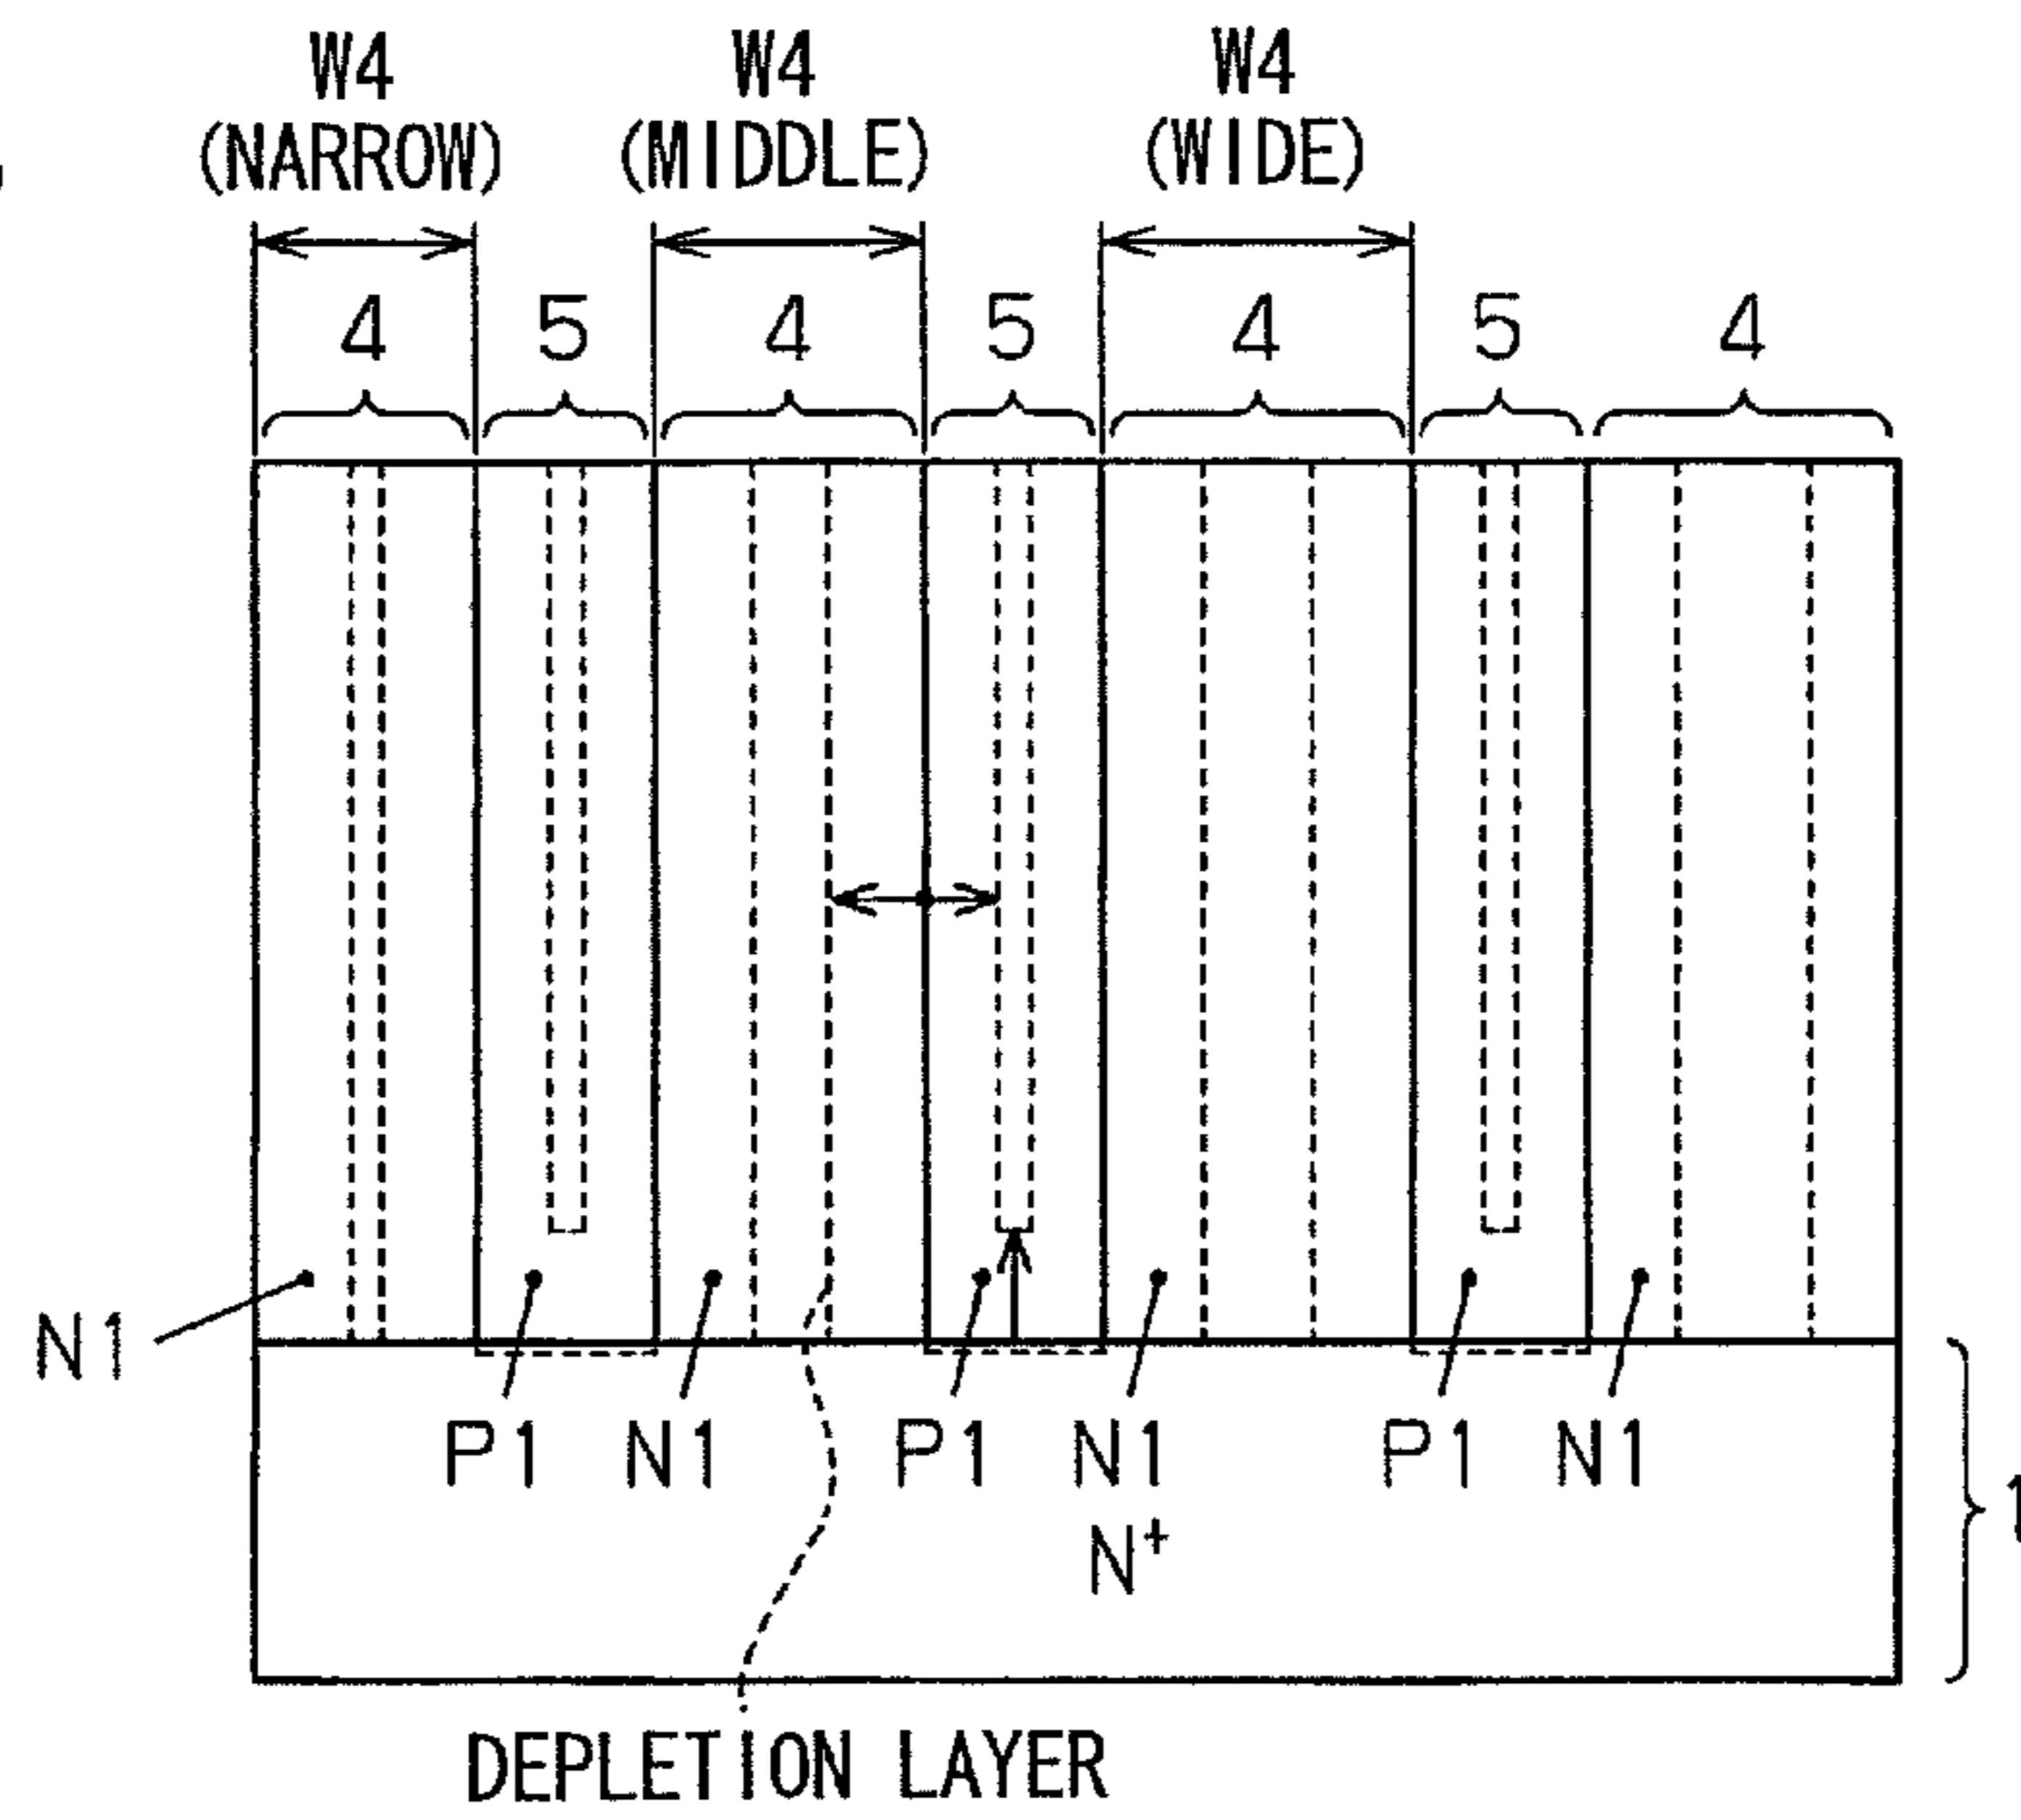 W4 W4 W4
(NARROW) (MIDDLE) (WIDE)
4 5 4 5 4 5 4
N1
P1 N1 P1 N1 P1 N1
N+
1
DEPLETION LAYER